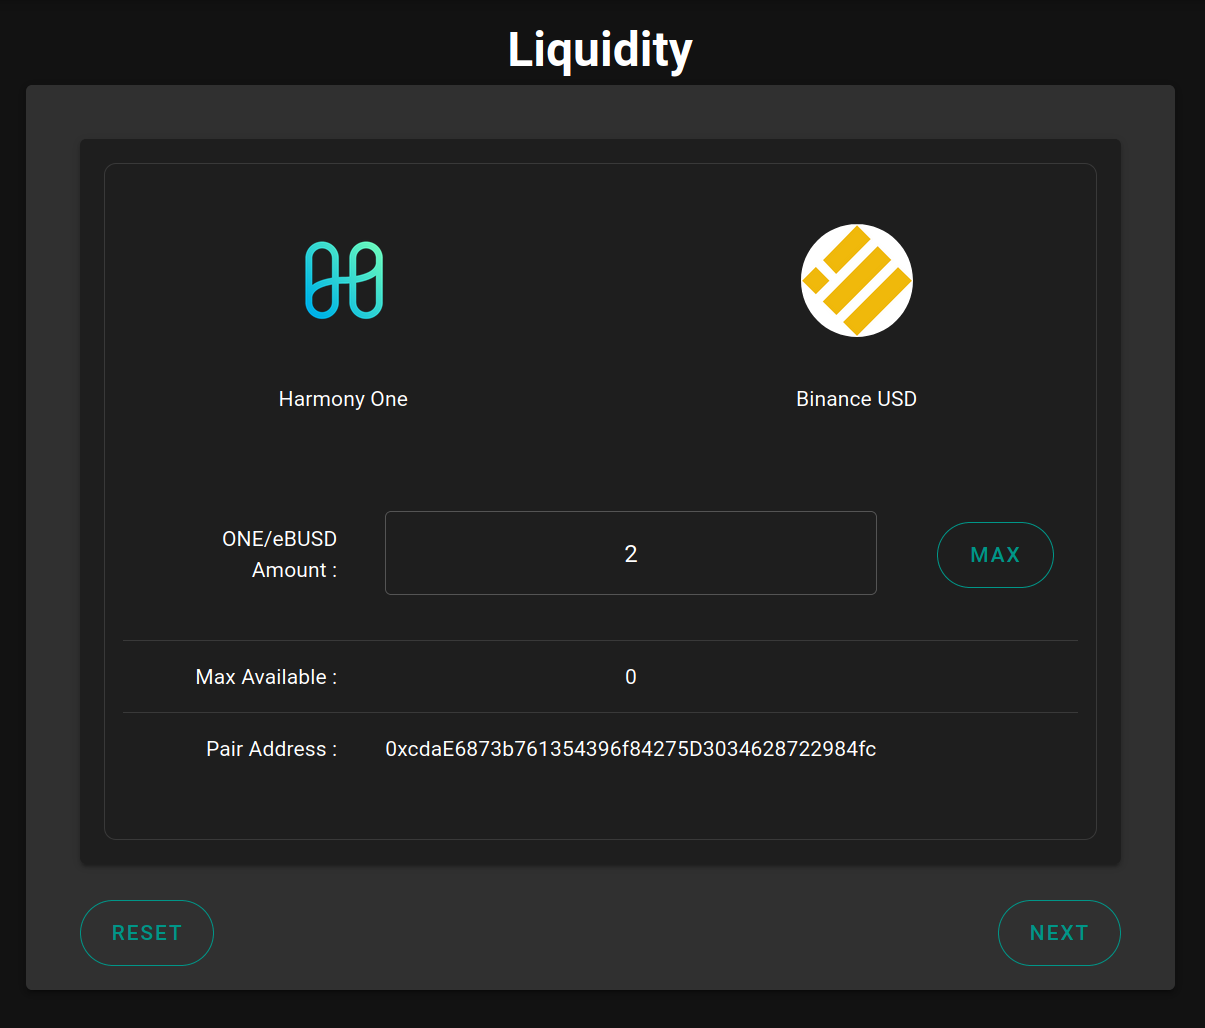 Liquidity
Harmony One
Binance USD
ONE/eBUSD
Amount :
2
MAX
Max Available :
0
Pair Address :
0xcdaE6873b761354396f84275D3034628722984fc
RESET
NEXT